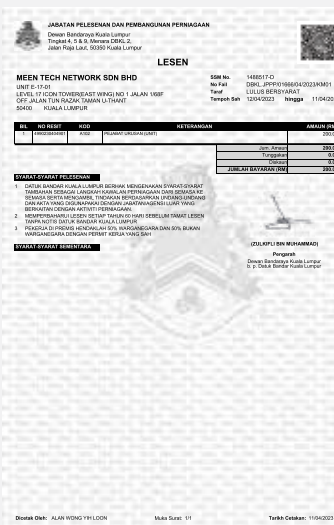 JABATAN PELESENAN DAN PEMBANGUNAN PERNIAGAAN
Dewan Bandaraya Kuala Lumpur
Tingkat 4, 5 & 9, Menara DBKL 2,
Jalan Raja Laut, 50350 Kuala Lumpur
LESEN
MEEN TECH NETWORK SDN BHD
UNIT E-17-01
LEVEL 17 ICON TOWER(EAST WING) NO 1 JALAN 1/68F
OFF JALAN TUN RAZAK TAMAN U-THANT
50400 KUALA LUMPUR
SSM No. 1486517-D
No Fail DBKL.JPPP/01666/04/2023/KM01
Taraf LULUS BERSYARAT
Tempoh Sah 12/04/2023 hingga 11/04/20
BIL NO RESIT KOD KETERANGAN AMAUN (RM
1 A102 PEJABAT URUSAN (UNIT) 200.0
Jum. Amaun 200.0
Tunggakan 0.0
Diskaun 0.0
JUMLAH BAYARAN (RM) 200.0
SYARAT-SYARAT PELESENAN
1 DATUK BANDAR KUALA LUMPUR BERHAK MENGENAKAN SYARAT-SYARAT
TAMBAHAN SEBAGAI LANGKAH KAWALAN PERNIAGAAN DARI SEMASA KE
SEMASA SERTA MENGAMBIL TINDAKAN BERDASARKAN UNDANG-UNDANG
DAN AKTA YANG DIGUNAPAKAI DENGAN JABATAN/AGENSI LUAR YANG
BERKAITAN DENGAN AKTIVITI PERNIAGAAN.
2 MEMPERBAHARUI LESEN SETIAP TAHUN 60 HARI SEBELUM TAMAT LESEN
TANPA NOTIS DATUK BANDAR KUALA LUMPUR
3 PEKERJA DI PREMIS HENDAKLAH 50% WARGANEGARA DAN 50% BUKAN
WARGANEGARA DENGAN PERMIT KERJA YANG SAH
SYARAT-SYARAT SEMENTARA
(ZULKIFLI BIN MUHAMMAD)
Pengarah
Dewan Bandaraya Kuala Lumpur
b. p. Datuk Bandar Kuala Lumpur
Dicetak Oleh: ALAN WONG YIH LOON Muka Surat: 1/1 Tarikh Cetakan: 11/04/2023